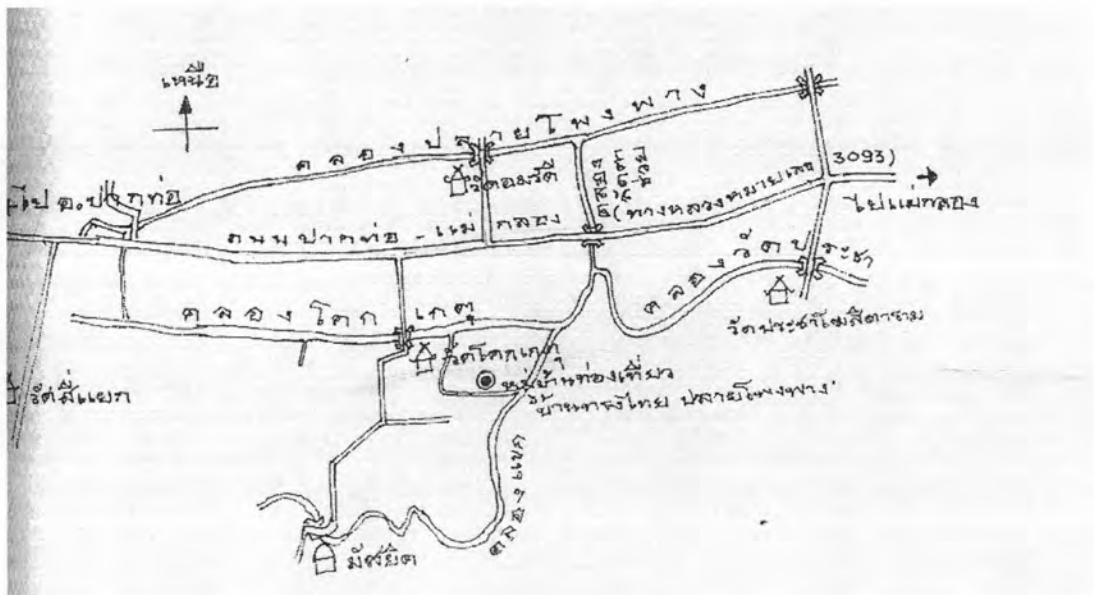 เหนือ
คลองปลายโพงพาง
วัดอมรวดี
คลอง
ช่วย
(ทางหลวงหมายเลข 3093)
ไปแม่กลอง
ไป อ.ปากท่อ
ถนนปากท่อ - แม่กลอง
คลองวัดประชา
วัดประชาโฆสิตาราม
คลองโคกเกตุ
วัดโคกเกตุ
หมู่บ้านท่องเที่ยว
บ้านทรงไทย ปลายโพงพาง
วัดสี่แยก
มัสยิด